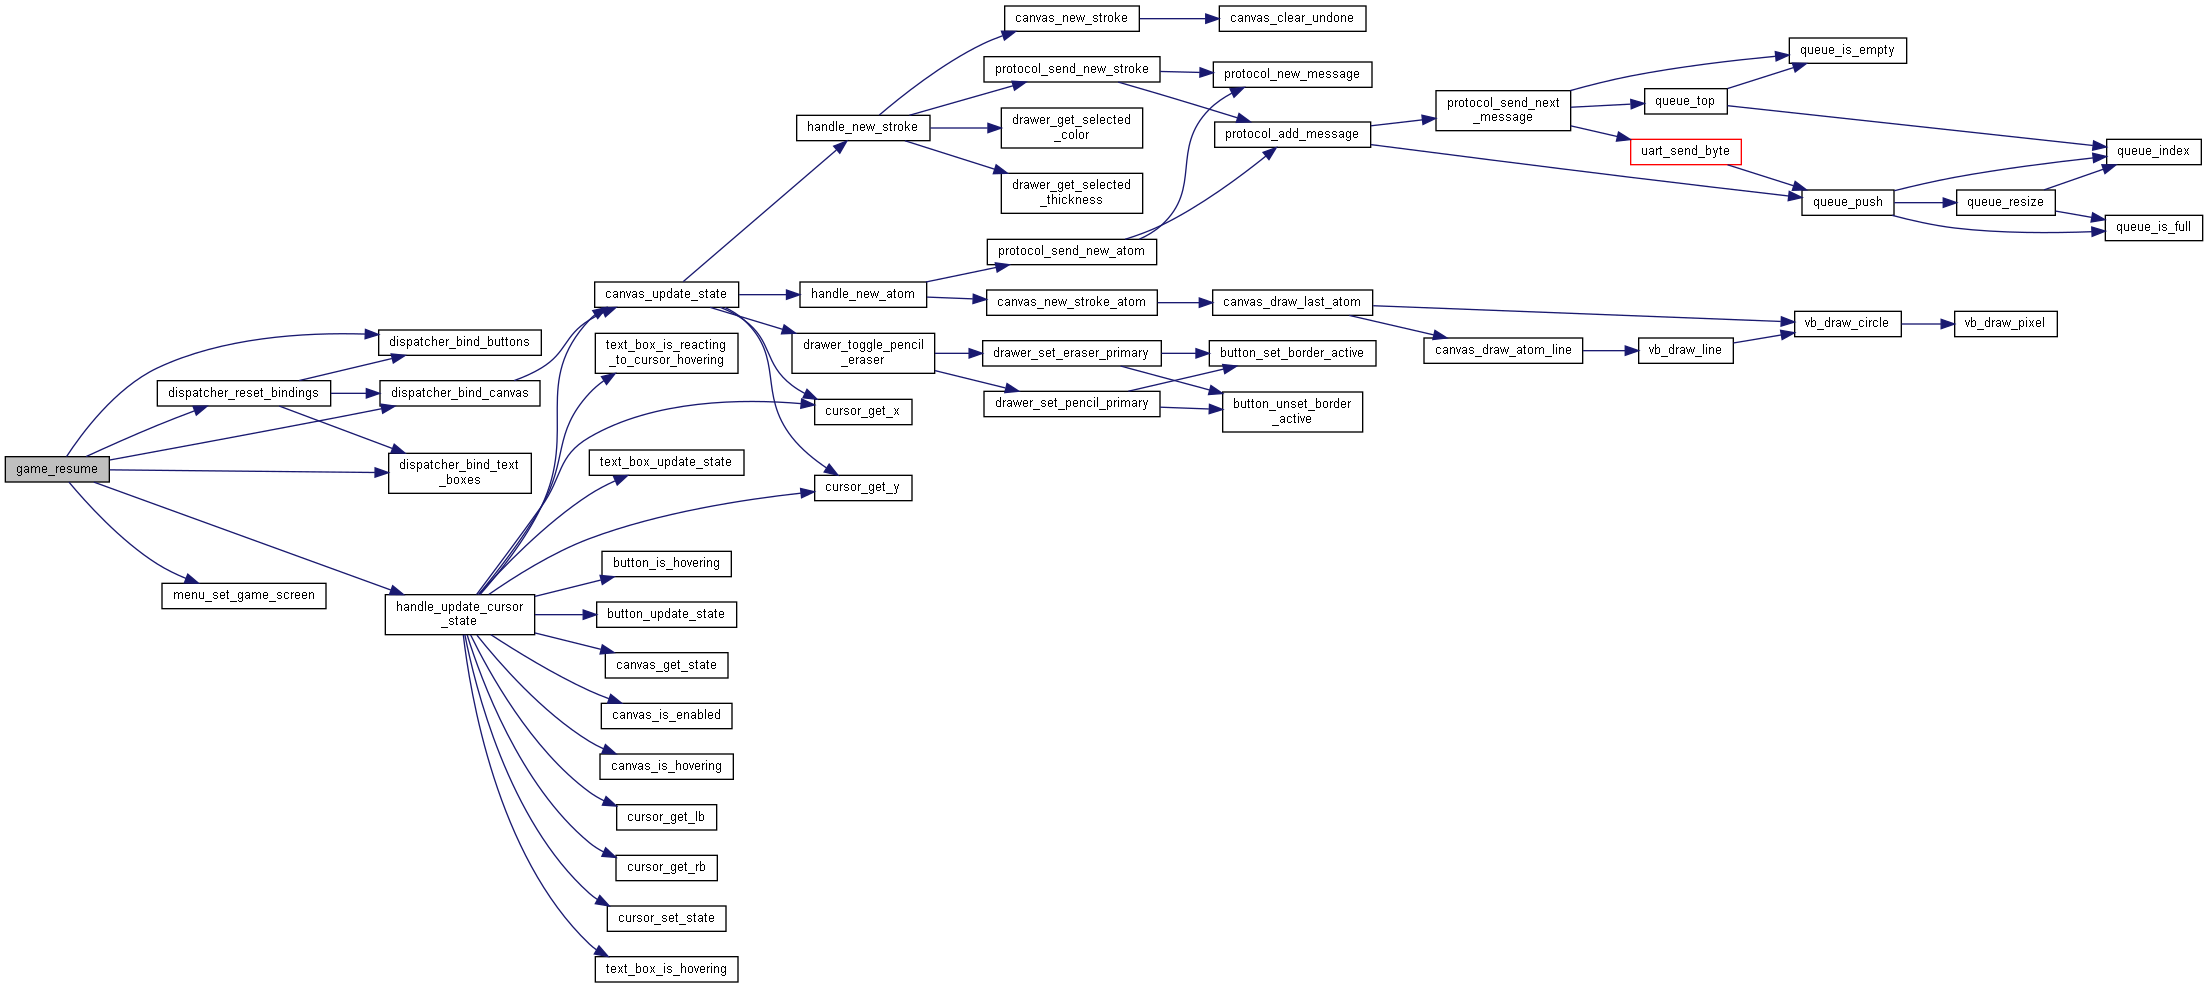 game_resume
dispatcher_reset_bindings
menu_set_game_screen
dispatcher_bind_buttons
dispatcher_bind_canvas
dispatcher_bind_text
_boxes
handle_update_cursor
_state
canvas_update_state
text_box_is_reacting
_to_cursor_hovering
text_box_update_state
button_is_hovering
button_update_state
canvas_get_state
canvas_is_enabled
canvas_is_hovering
cursor_get_lb
cursor_get_rb
cursor_set_state
text_box_is_hovering
handle_new_stroke
handle_new_atom
drawer_toggle_pencil
_eraser
cursor_get_x
cursor_get_y
canvas_new_stroke
protocol_send_new_stroke
drawer_get_selected
_color
drawer_get_selected
_thickness
protocol_send_new_atom
canvas_new_stroke_atom
drawer_set_eraser_primary
drawer_set_pencil_primary
canvas_clear_undone
protocol_new_message
protocol_add_message
canvas_draw_last_atom
button_set_border_active
button_unset_border
_active
protocol_send_next
_message
canvas_draw_atom_line
queue_top
uart_send_byte
vb_draw_line
queue_is_empty
queue_push
vb_draw_circle
queue_resize
vb_draw_pixel
queue_index
queue_is_full